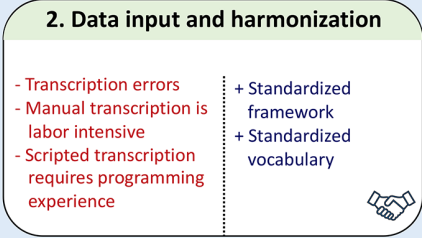 2. Data input and harmonization
- Transcription errors
- Manual transcription is
labor intensive
- Scripted transcription
requires programming
experience
+ Standardized
framework
+ Standardized
vocabulary